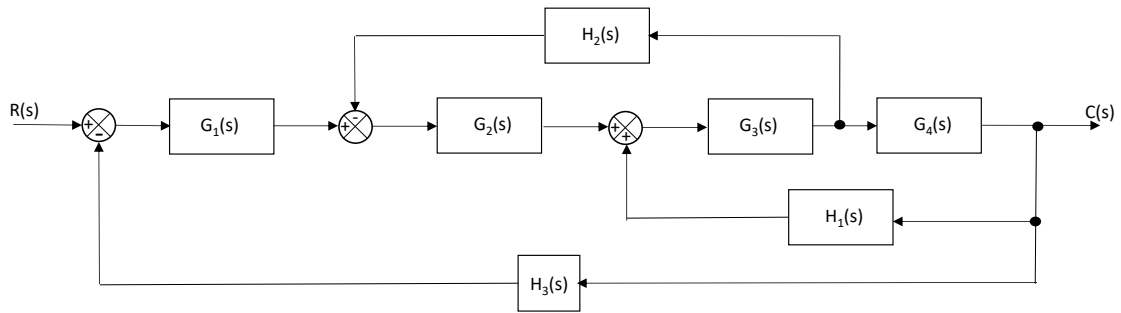 H₂(s)
R(s)
+
-
G₁(s)
+
-
G₂(s)
+
+
G₃(s)
G₄(s)
C(s)
H₁(s)
H₃(s)